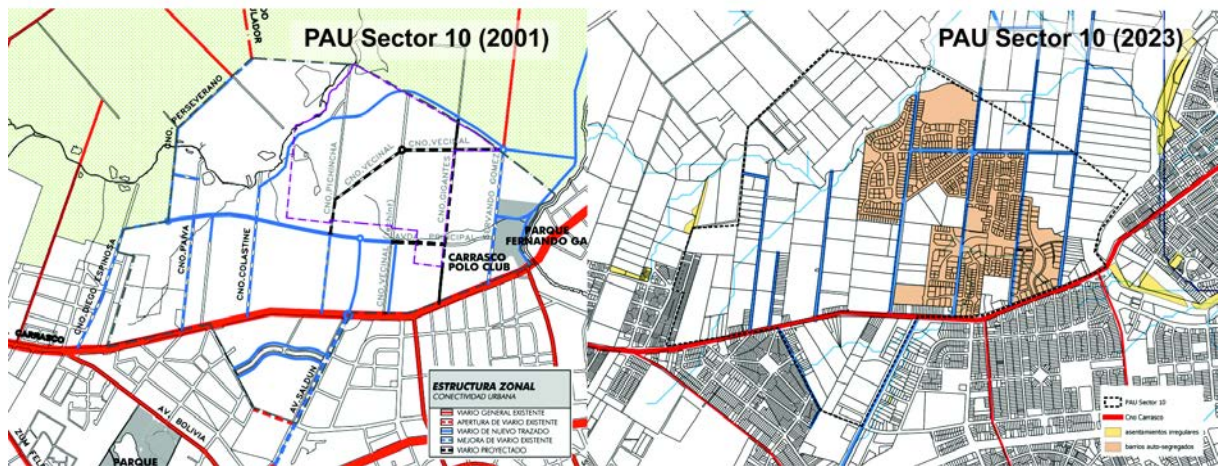 PAU Sector 10 (2001)
CNO. PERSEVERANO
CNO.VECINAL
CNO.VECINAL
CNO.PICHINCHA
CNO.GIGANTES
CNO.PAIVA
CNO.COLASTINE
CNO.DIEGO ESPINOSA
CNO.VECINAL
PRINCIPAL
PARQUE
FERNANDO GA
CARRASCO
POLO CLUB
CARRASCO
AV.SALDUN
AV. BOLIVIA
PARQUE
ESTRUCTURA ZONAL
CONECTIVIDAD URBANA
VIARIO GENERAL EXISTENTE
APERTURA DE VIARIO EXISTENTE
VIARIO DE NUEVO TRAZADO
MEJORA DE VIARIO EXISTENTE
VIARIO PROYECTADO
PAU Sector 10 (2023)
PAU Sector 10
Cno Carrasco
asentamientos irregulares
barrios auto-segregados